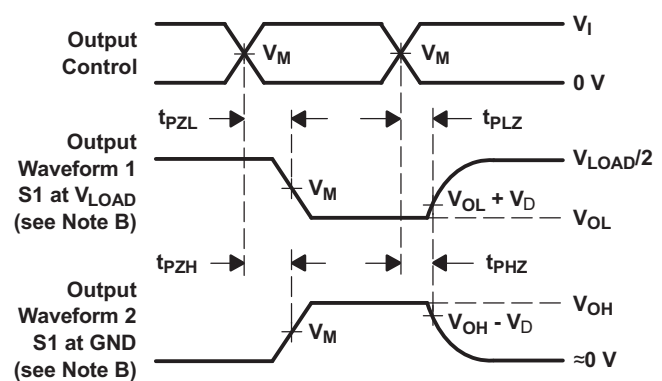 Output
Control
V_M
V_M
V_I
0 V
t_PZL
t_PLZ
Output
Waveform 1
S1 at V_LOAD
(see Note B)
V_M
V_LOAD/2
V_OL + V_D
V_OL
t_PZH
t_PHZ
Output
Waveform 2
S1 at GND
(see Note B)
V_M
V_OH
V_OH - V_D
≈0 V